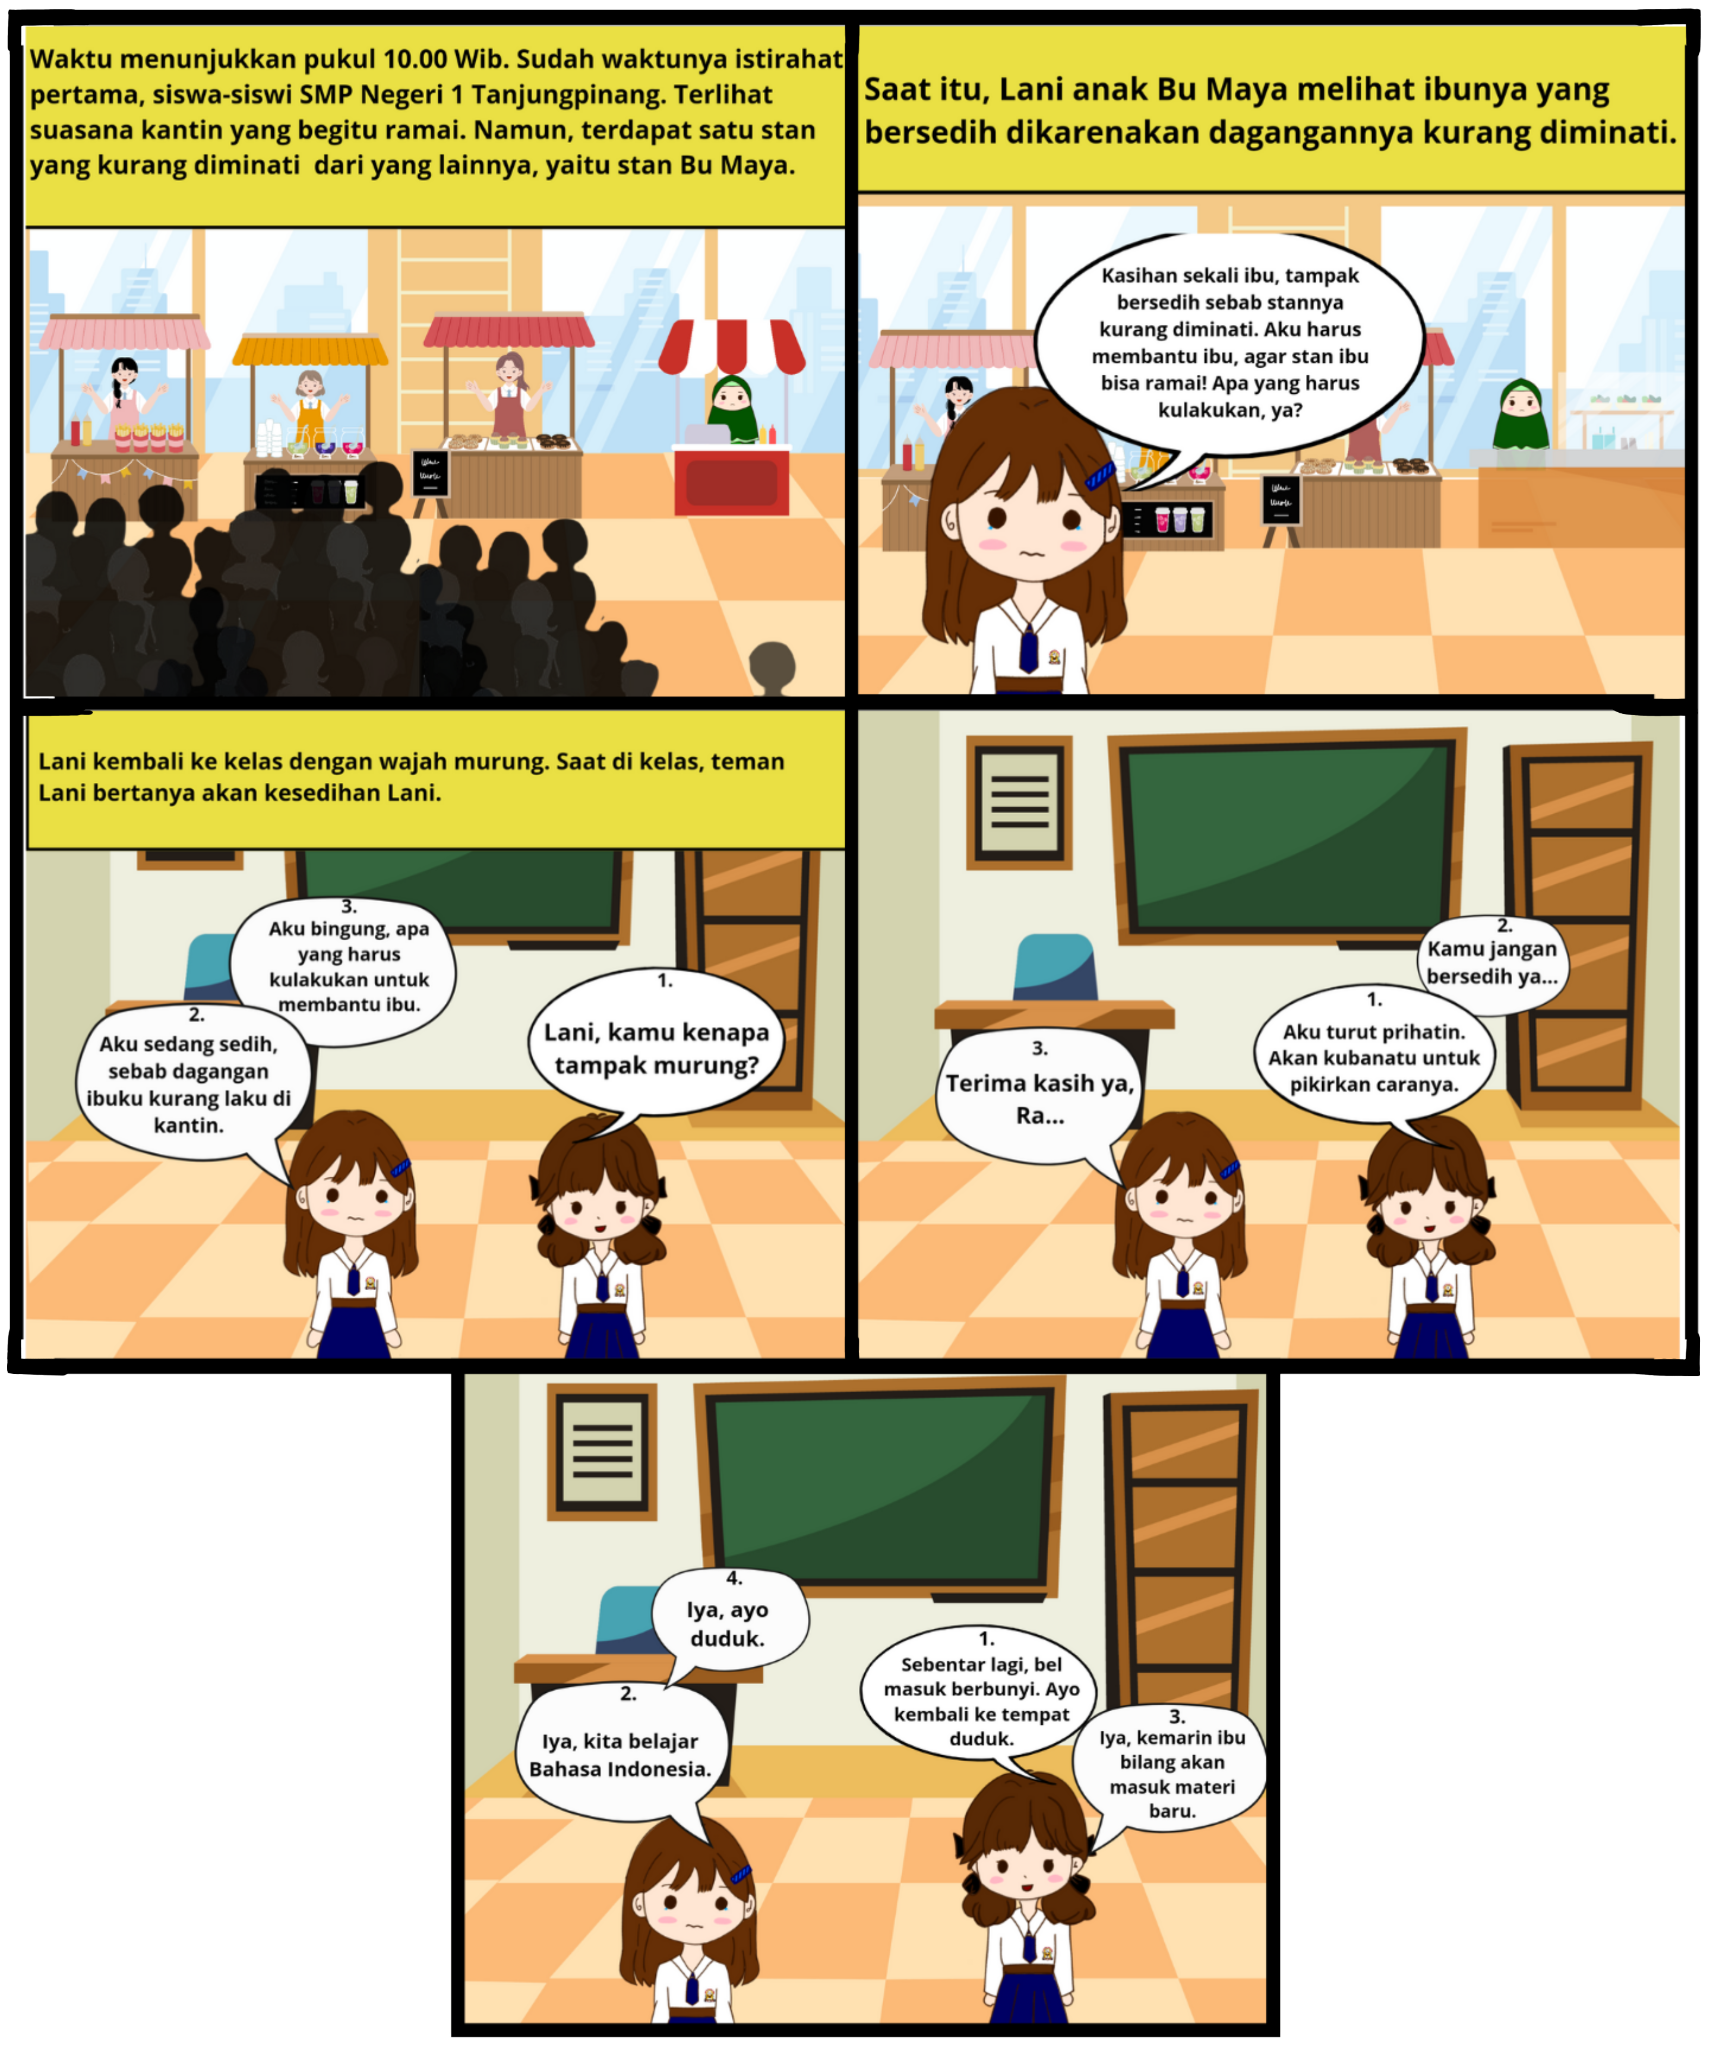 Waktu menunjukkan pukul 10.00 Wib. Sudah waktunya istirahat
pertama, siswa-siswi SMP Negeri 1 Tanjungpinang. Terlihat
suasana kantin yang begitu ramai. Namun, terdapat satu stan
yang kurang diminati dari yang lainnya, yaitu stan Bu Maya.
Saat itu, Lani anak Bu Maya melihat ibunya yang
bersedih dikarenakan dagangannya kurang diminati.
Kasihan sekali ibu, tampak
bersedih sebab stannya
kurang diminati. Aku harus
membantu ibu, agar stan ibu
bisa ramai! Apa yang harus
kulakukan, ya?
Lani kembali ke kelas dengan wajah murung. Saat di kelas, teman
Lani bertanya akan kesedihan Lani.
1.
Lani, kamu kenapa
tampak murung?
2.
Aku sedang sedih,
sebab dagangan
ibuku kurang laku di
kantin.
3.
Aku bingung, apa
yang harus
kulakukan untuk
membantu ibu.
1.
Aku turut prihatin.
Akan kubanatu untuk
pikirkan caranya.
2.
Kamu jangan
bersedih ya...
3.
Terima kasih ya,
Ra...
1.
Sebentar lagi, bel
masuk berbunyi. Ayo
kembali ke tempat
duduk.
2.
Iya, kita belajar
Bahasa Indonesia.
3.
Iya, kemarin ibu
bilang akan
masuk materi
baru.
4.
Iya, ayo
duduk.